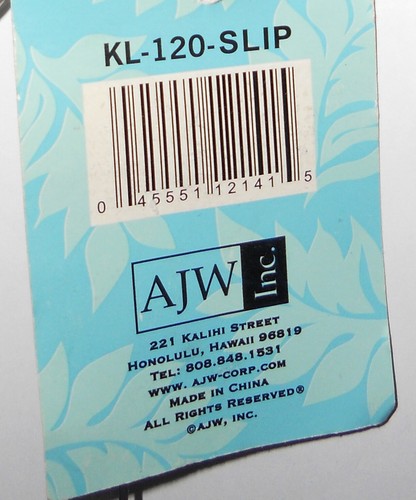 KL-120-SLIP
0 45551 12141 5
AJW Inc.
221 KALIHI STREET
HONOLULU, HAWAII 96819
TEL: 808.848.1531
WWW. AJW-CORP.COM
MADE IN CHINA
ALL RIGHTS RESERVED®
©AJW, INC.